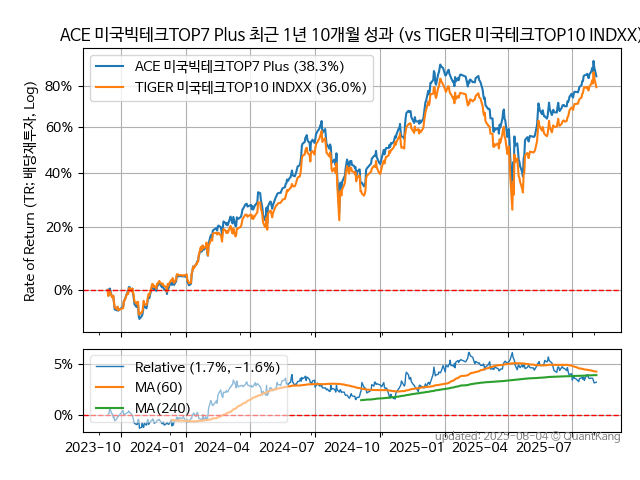 ACE 미국빅테크TOP7 Plus 최근 1년 10개월 성과 (vs TIGER 미국테크TOP10 INDXX)
ACE 미국빅테크TOP7 Plus (38.3%)
TIGER 미국테크TOP10 INDXX (36.0%)
Rate of Return (TR: 배당재투자, Log)
80%
60%
40%
20%
0%
Relative (1.7%, −1.6%)
MA(60)
MA(240)
5%
0%
updated: 2025-08-04 © QuantKang
2023-10 2024-01 2024-04 2024-07 2024-10 2025-01 2025-04 2025-07